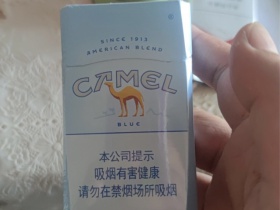 SINCE 1913
AMERICAN BLEND
CAMEL
BLUE
本公司提示
吸烟有害健康
请勿在禁烟场所吸烟